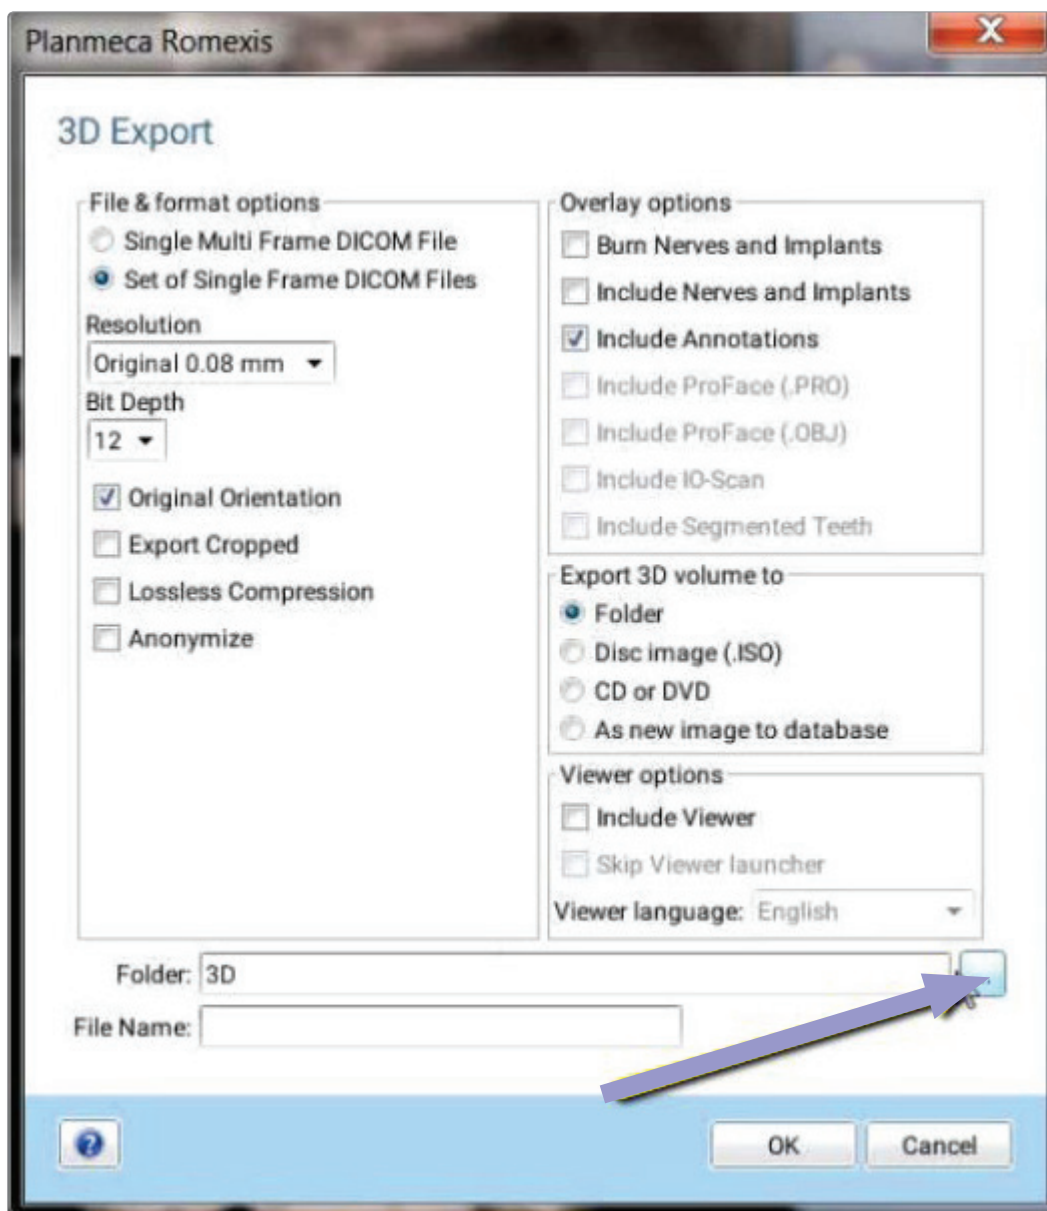 Planmeca Romexis
X
3D Export
File & format options
Single Multi Frame DICOM File
Set of Single Frame DICOM Files
Resolution
Original 0.08 mm
Bit Depth
12
Original Orientation
Export Cropped
Lossless Compression
Anonymize
Overlay options
Burn Nerves and Implants
Include Nerves and Implants
Include Annotations
Include ProFace (.PRO)
Include ProFace (.OBJ)
Include IO-Scan
Include Segmented Teeth
Export 3D volume to
Folder
Disc image (.ISO)
CD or DVD
As new image to database
Viewer options
Include Viewer
Skip Viewer launcher
Viewer language: English
Folder: 3D
File Name:
?
OK
Cancel